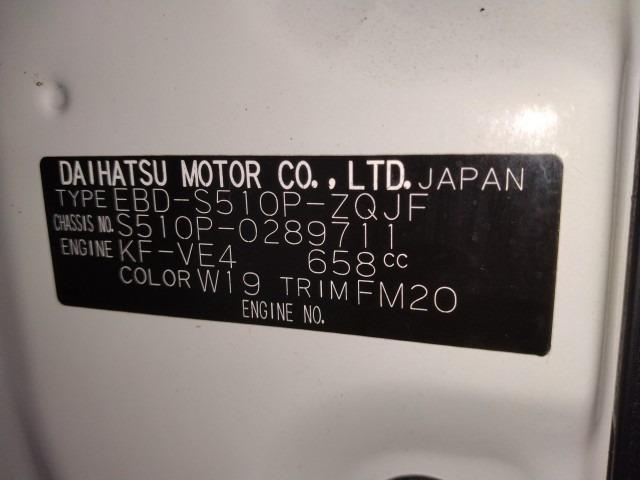 DAIHATSU MOTOR CO., LTD. JAPAN
TYPE EBD-S510P-ZQJF
CHASSIS NO. S510P-0289711
ENGINE KF-VE4 658cc
COLOR W19 TRIM FM20
ENGINE NO.